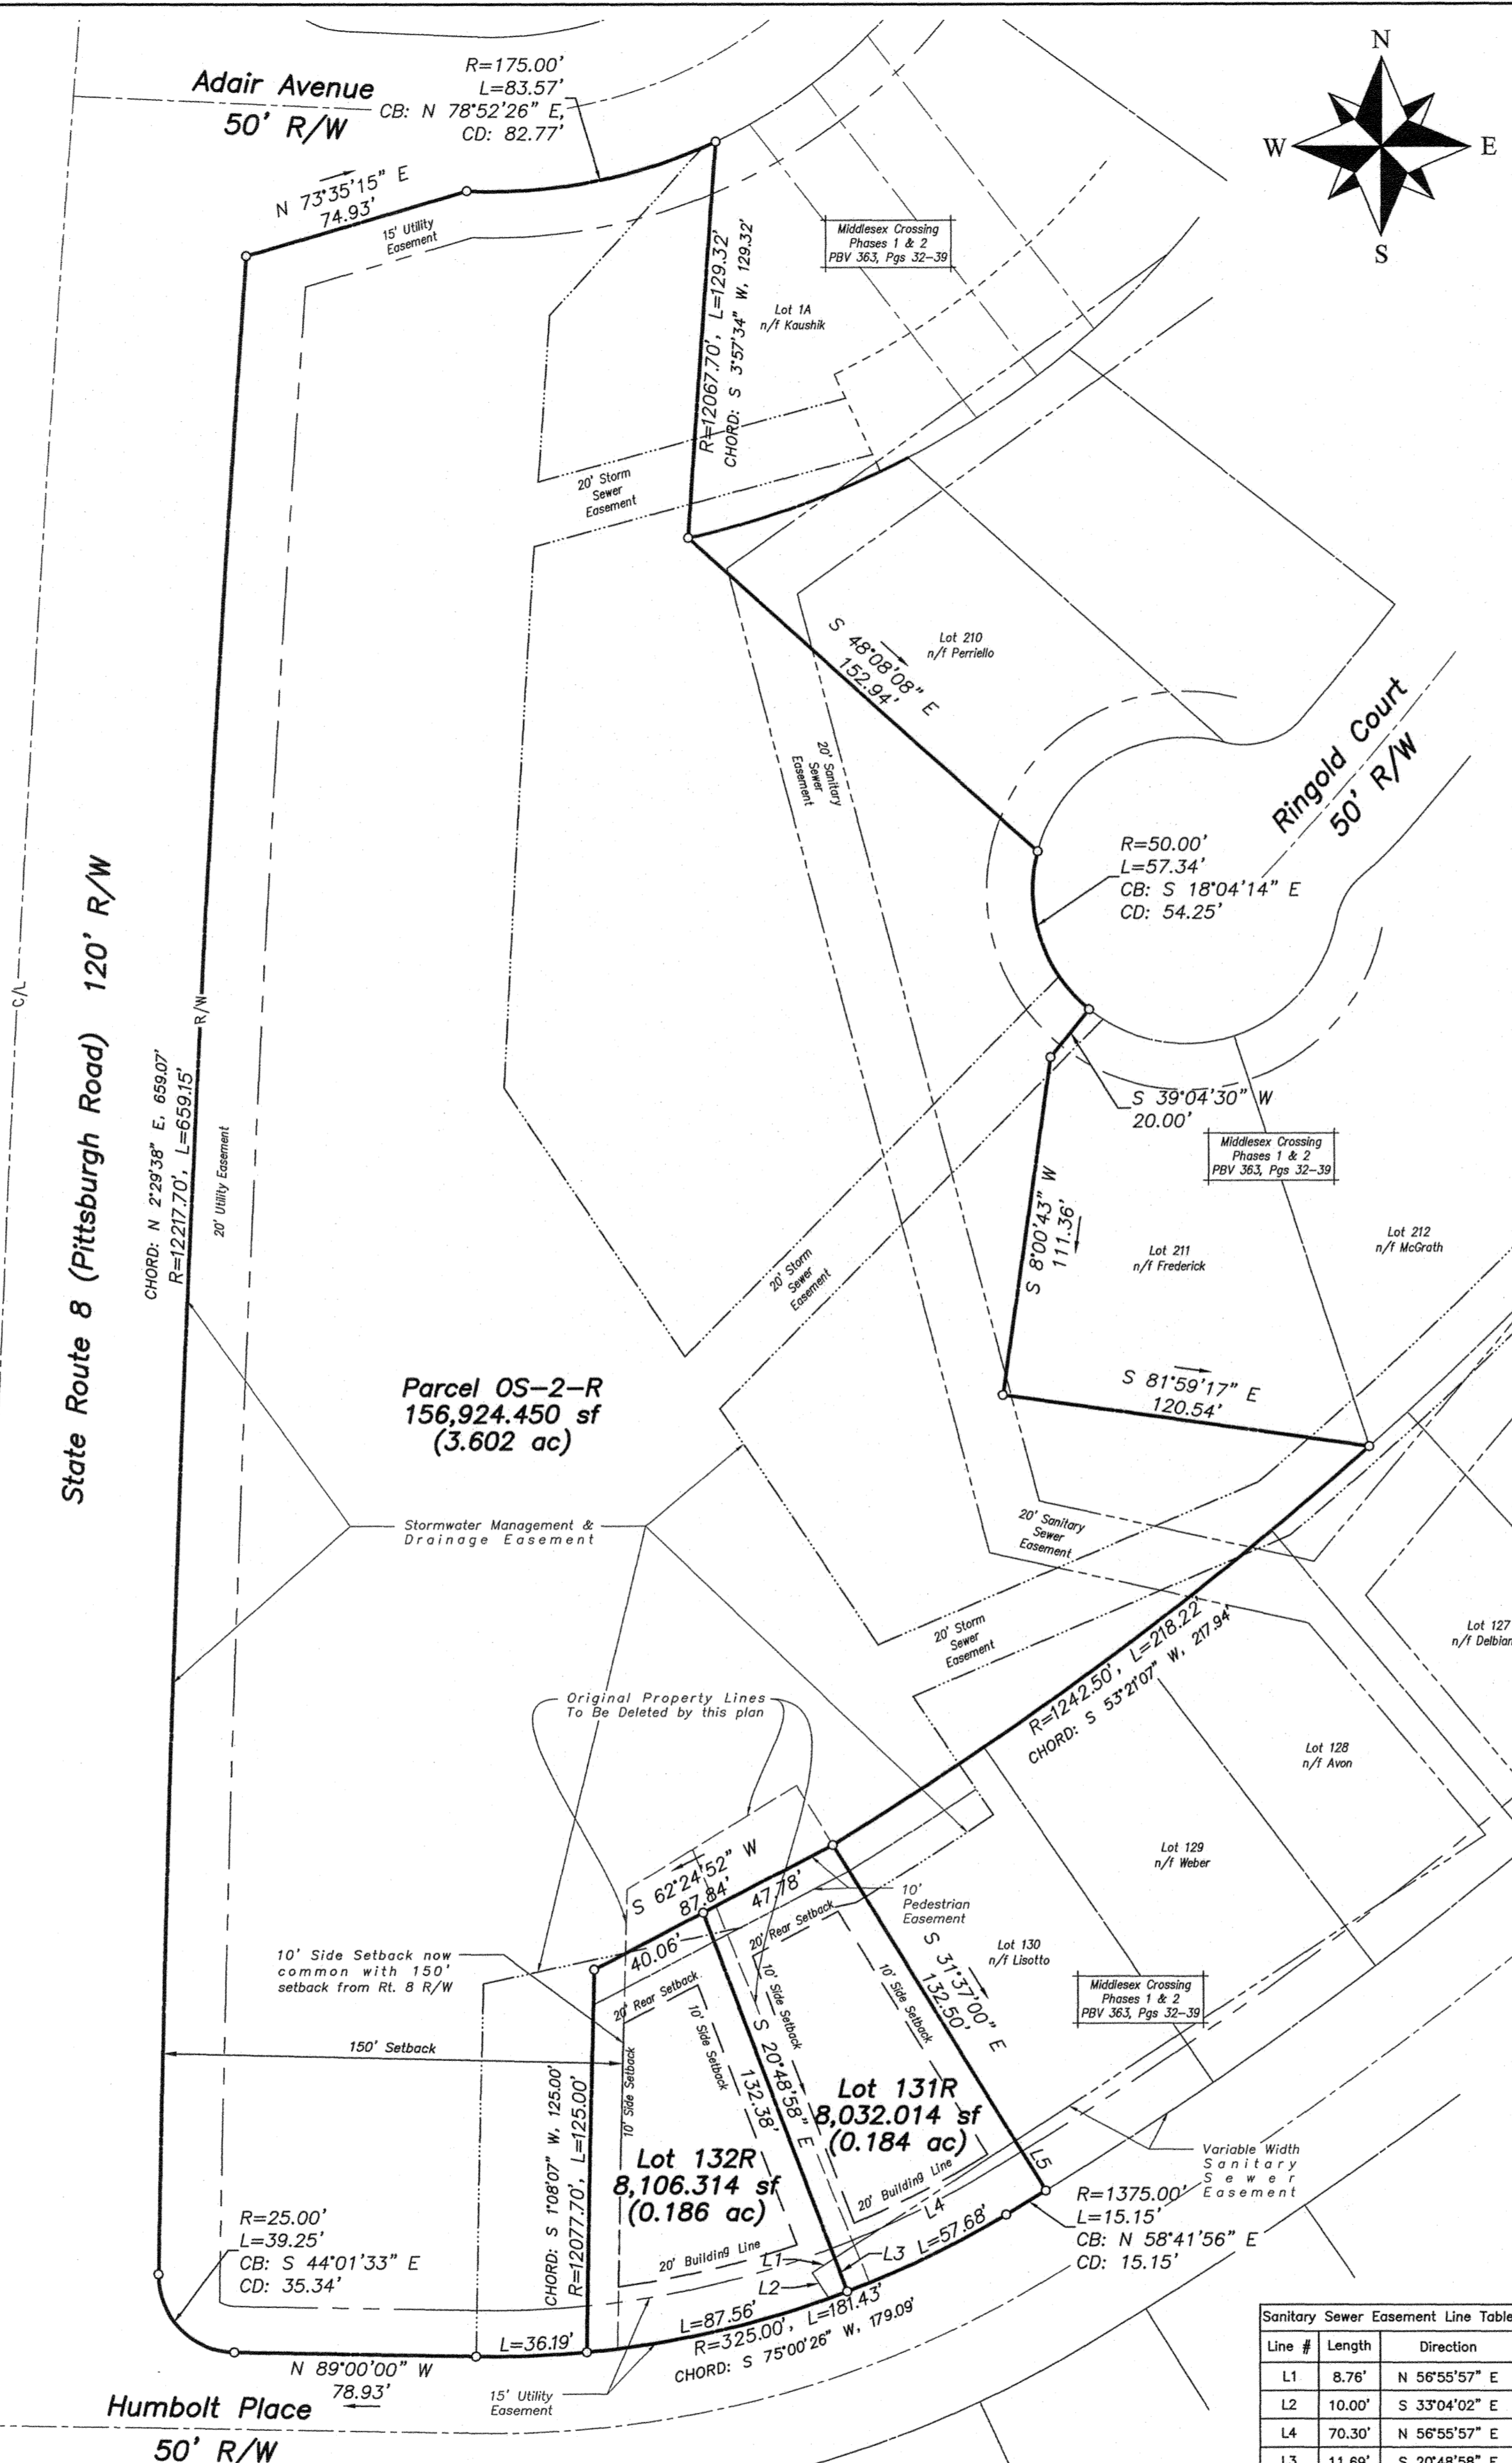 Adair Avenue
50' R/W
R=175.00'
L=83.57'
CB: N 78°52'26" E,
CD: 82.77'
N
W
E
S
N 73°35'15" E
74.93'
15' Utility
Easement
R=12067.70', L=129.32'
CHORD: S 3°57'34" W, 129.32'
Middlesex Crossing
Phases 1 & 2
PBV 363, Pgs 32-39
Lot 1A
n/f Kaushik
20' Storm
Sewer
Easement
S 48°08'08" E
152.94'
Lot 210
n/f Perriello
20' Sanitary
Sewer
Easement
Ringold Court
50' R/W
R=50.00'
L=57.34'
CB: S 18°04'14" E
CD: 54.25'
C/L
State Route 8 (Pittsburgh Road) 120' R/W
R/W
CHORD: N 2°29'38" E, 659.07'
R=12217.70', L=659.15'
20' Utility Easement
S 39°04'30" W
20.00'
Middlesex Crossing
Phases 1 & 2
PBV 363, Pgs 32-39
S 8°00'43" W
111.36'
Lot 211
n/f Frederick
Lot 212
n/f McGrath
20' Storm
Sewer
Easement
S 81°59'17" E
120.54'
Parcel OS-2-R
156,924.450 sf
(3.602 ac)
Stormwater Management &
Drainage Easement
20' Sanitary
Sewer
Easement
20' Storm
Sewer
Easement
Lot 127
R=1242.50', L=218.22'
CHORD: S 53°21'07" W, 217.94'
Original Property Lines
To Be Deleted by this plan
Lot 128
n/f Avon
Lot 129
n/f Weber
S 62°24'52" W
87.84'
47.78'
40.06'
10'
Pedestrian
Easement
20' Rear Setback
20' Rear Setback
10' Side Setback now
common with 150'
setback from Rt. 8 R/W
150' Setback
Lot 130
n/f Lisotto
S 31°37'00" E
132.50'
10' Side Setback
10' Side Setback
10' Side Setback
10' Side Setback
S 20°48'58" E
132.38'
Middlesex Crossing
Phases 1 & 2
PBV 363, Pgs 32-39
CHORD: S 1°08'07" W, 125.00'
R=12077.70', L=125.00'
Lot 131R
8,032.014 sf
(0.184 ac)
Lot 132R
8,106.314 sf
(0.186 ac)
Variable Width
Sanitary
Sewer
Easement
20' Building Line
20' Building Line
L1
L2
L3
L4
L5
L=57.68'
R=1375.00'
L=15.15'
CB: N 58°41'56" E
CD: 15.15'
R=25.00'
L=39.25'
CB: S 44°01'33" E
CD: 35.34'
L=87.56'
L=36.19'
R=325.00', L=181.43'
CHORD: S 75°00'26" W, 179.09'
N 89°00'00" W
78.93'
15' Utility
Easement
Humbolt Place
50' R/W
Sanitary Sewer Easement Line Table
Line # Length Direction
L1 8.76' N 56°55'57" E
L2 10.00' S 33°04'02" E
L4 70.30' N 56°55'57" E
L3 11.69' S 20°48'58" E